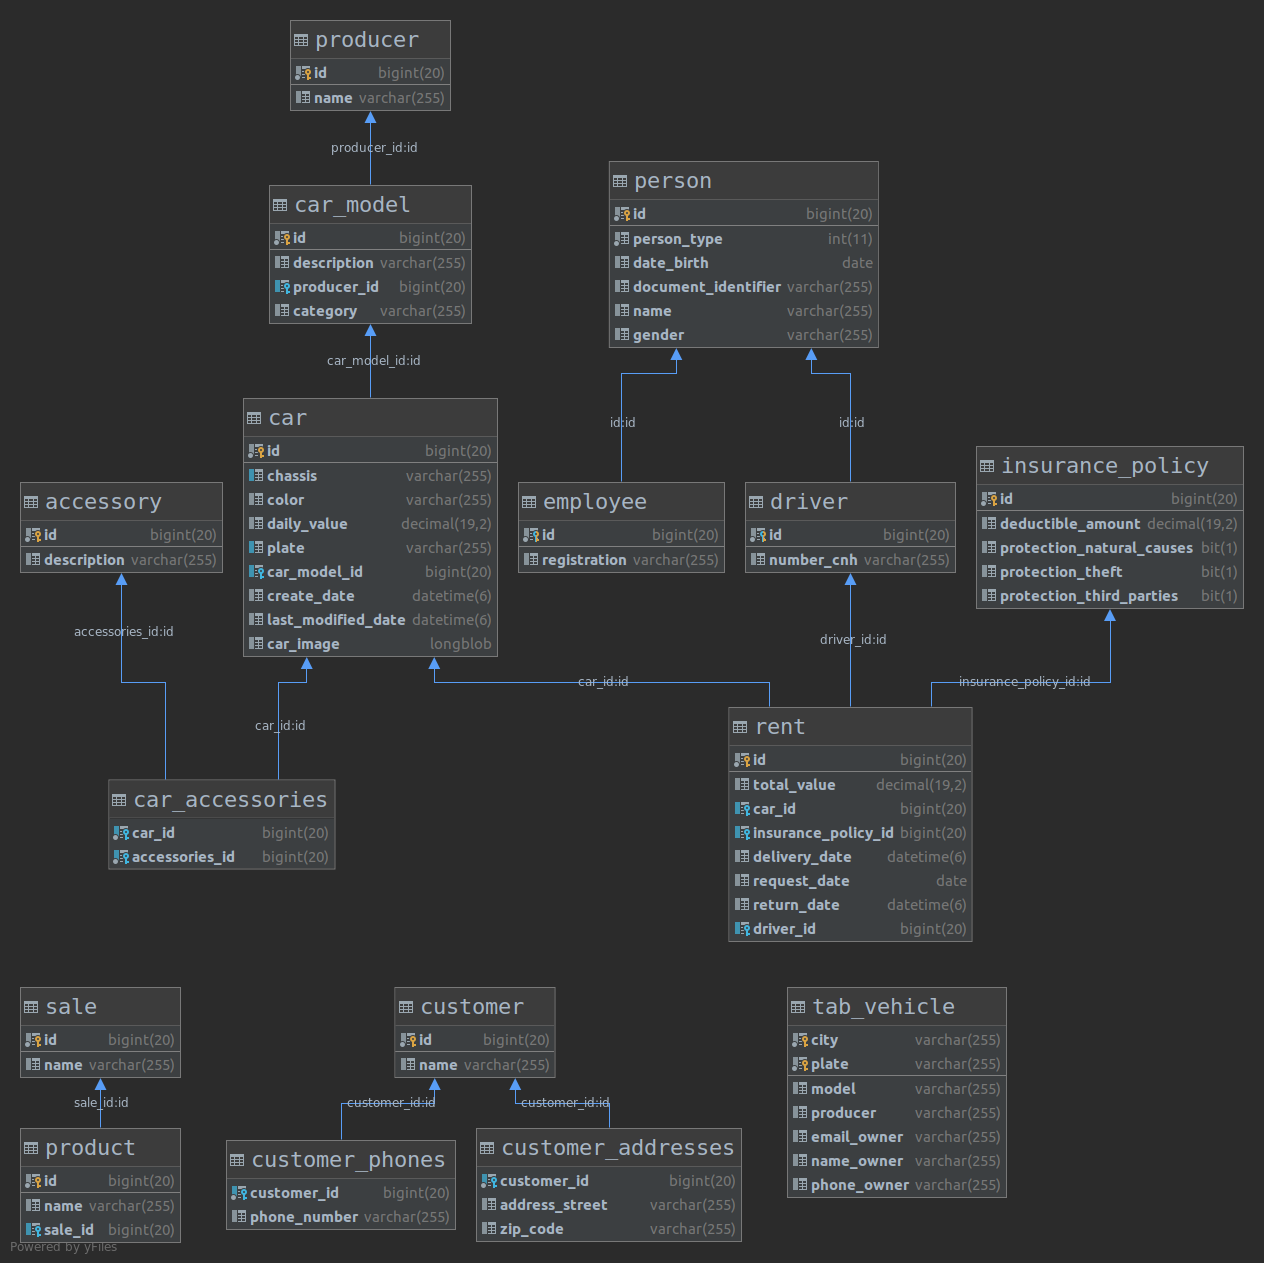 producer
id bigint(20)
name varchar(255)
producer_id:id
car_model
id bigint(20)
description varchar(255)
producer_id bigint(20)
category varchar(255)
car_model_id:id
person
id bigint(20)
person_type int(11)
date_birth date
document_identifier varchar(255)
name varchar(255)
gender varchar(255)
id:id
id:id
car
id bigint(20)
chassis varchar(255)
color varchar(255)
daily_value decimal(19,2)
plate varchar(255)
car_model_id bigint(20)
create_date datetime(6)
last_modified_date datetime(6)
car_image longblob
accessory
id bigint(20)
description varchar(255)
employee
id bigint(20)
registration varchar(255)
driver
id bigint(20)
number_cnh varchar(255)
insurance_policy
id bigint(20)
deductible_amount decimal(19,2)
protection_natural_causes bit(1)
protection_theft bit(1)
protection_third_parties bit(1)
accessories_id:id
car_id:id
car_id:id
driver_id:id
insurance_policy_id:id
car_accessories
car_id bigint(20)
accessories_id bigint(20)
rent
id bigint(20)
total_value decimal(19,2)
car_id bigint(20)
insurance_policy_id bigint(20)
delivery_date datetime(6)
request_date date
return_date datetime(6)
driver_id bigint(20)
sale
id bigint(20)
name varchar(255)
sale_id:id
product
id bigint(20)
name varchar(255)
sale_id bigint(20)
customer
id bigint(20)
name varchar(255)
customer_id:id
customer_id:id
customer_phones
customer_id bigint(20)
phone_number varchar(255)
customer_addresses
customer_id bigint(20)
address_street varchar(255)
zip_code varchar(255)
tab_vehicle
city varchar(255)
plate varchar(255)
model varchar(255)
producer varchar(255)
email_owner varchar(255)
name_owner varchar(255)
phone_owner varchar(255)
Powered by yFiles